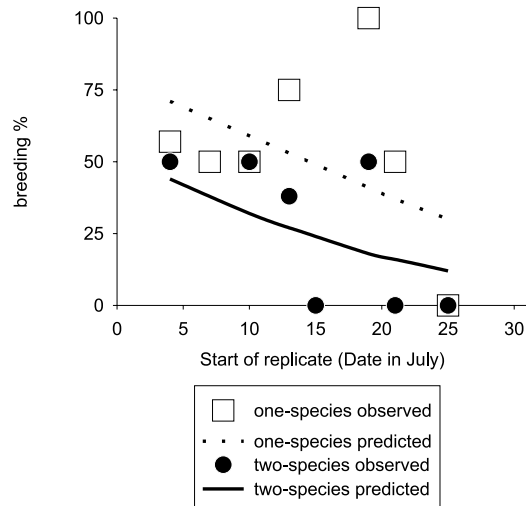 100
75
50
25
0
breeding %
0 5 10 15 20 25 30
Start of replicate (Date in July)
one-species observed
one-species predicted
two-species observed
two-species predicted